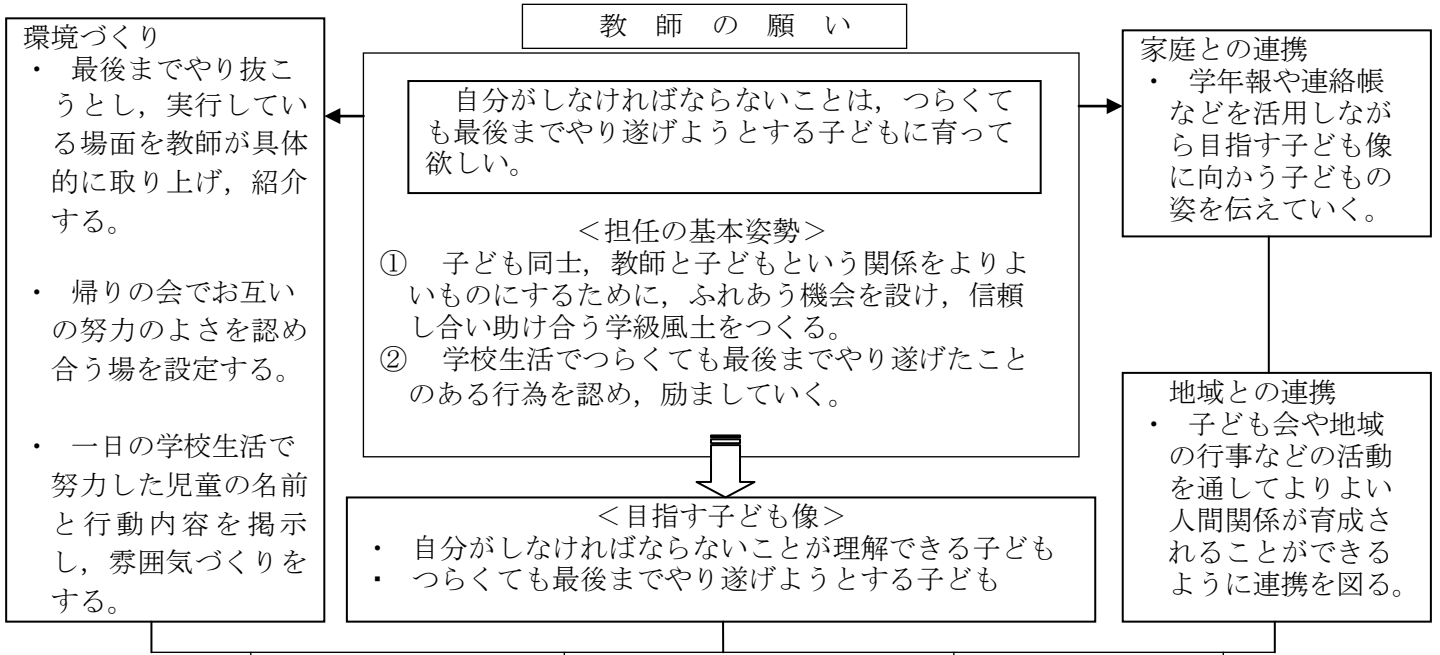 教師の願い
環境づくり
・ 最後までやり抜こ
うとし，実行してい
る場面を教師が具体
的に取り上げ，紹介
する。
・ 帰りの会でお互い
の努力のよさを認め
合う場を設定する。
・ 一日の学校生活で
努力した児童の名前
と行動内容を掲示
し，雰囲気づくりを
する。
自分がしなければならないことは，つらくて
も最後までやり遂げようとする子どもに育って
欲しい。
＜担任の基本姿勢＞
① 子ども同士，教師と子どもという関係をよりよ
いものにするために，ふれあう機会を設け，信頼
し合い助け合う学級風土をつくる。
② 学校生活でつらくても最後までやり遂げたこと
のある行為を認め，励ましていく。
＜目指す子ども像＞
・ 自分がしなければならないことが理解できる子ども
・ つらくても最後までやり遂げようとする子ども
家庭との連携
・ 学年報や連絡帳
などを活用しなが
ら目指す子ども像
に向かう子どもの
姿を伝えていく。
地域との連携
・ 子ども会や地域
の行事などの活動
を通してよりよい
人間関係が育成さ
れることができる
ように連携を図る。